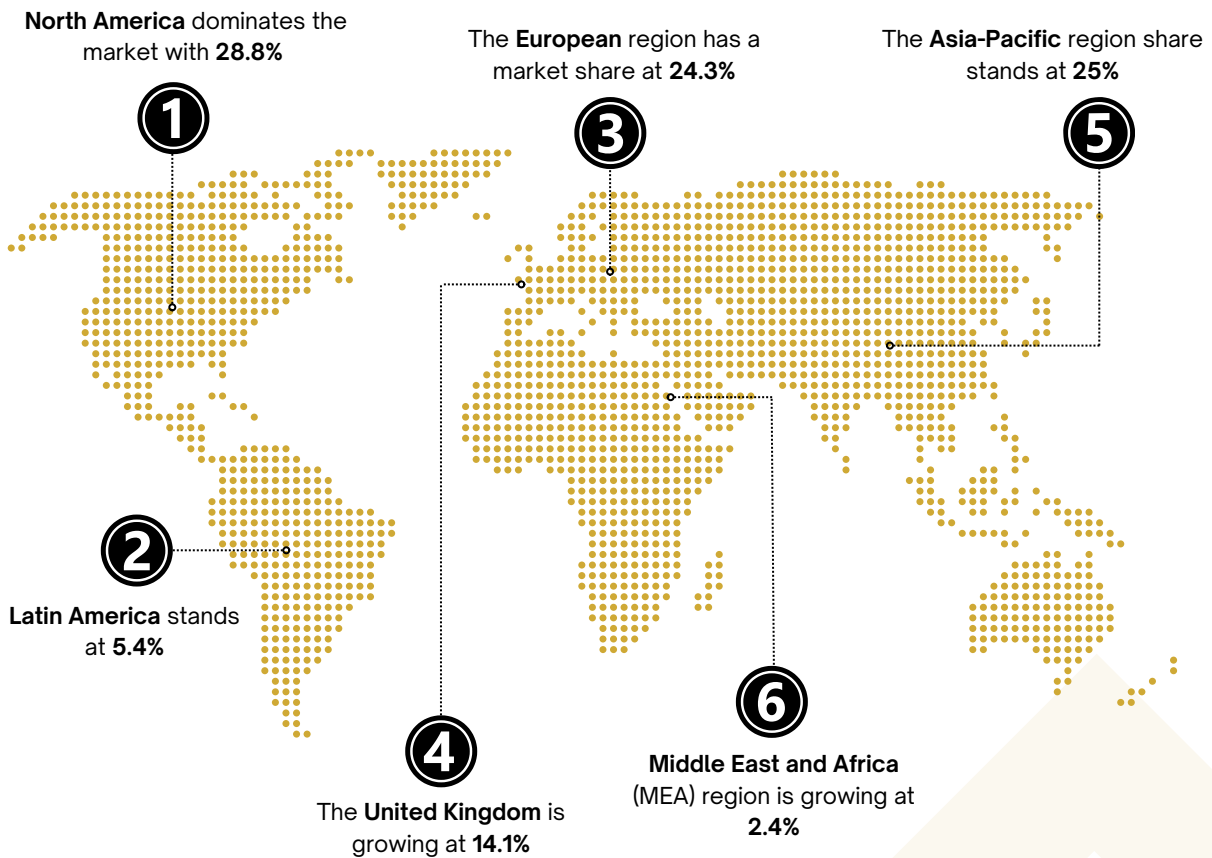 North America dominates the
market with 28.8%
1
The European region has a
market share at 24.3%
3
The Asia-Pacific region share
stands at 25%
5
2
Latin America stands
at 5.4%
4
The United Kingdom is
growing at 14.1%
6
Middle East and Africa
(MEA) region is growing at
2.4%